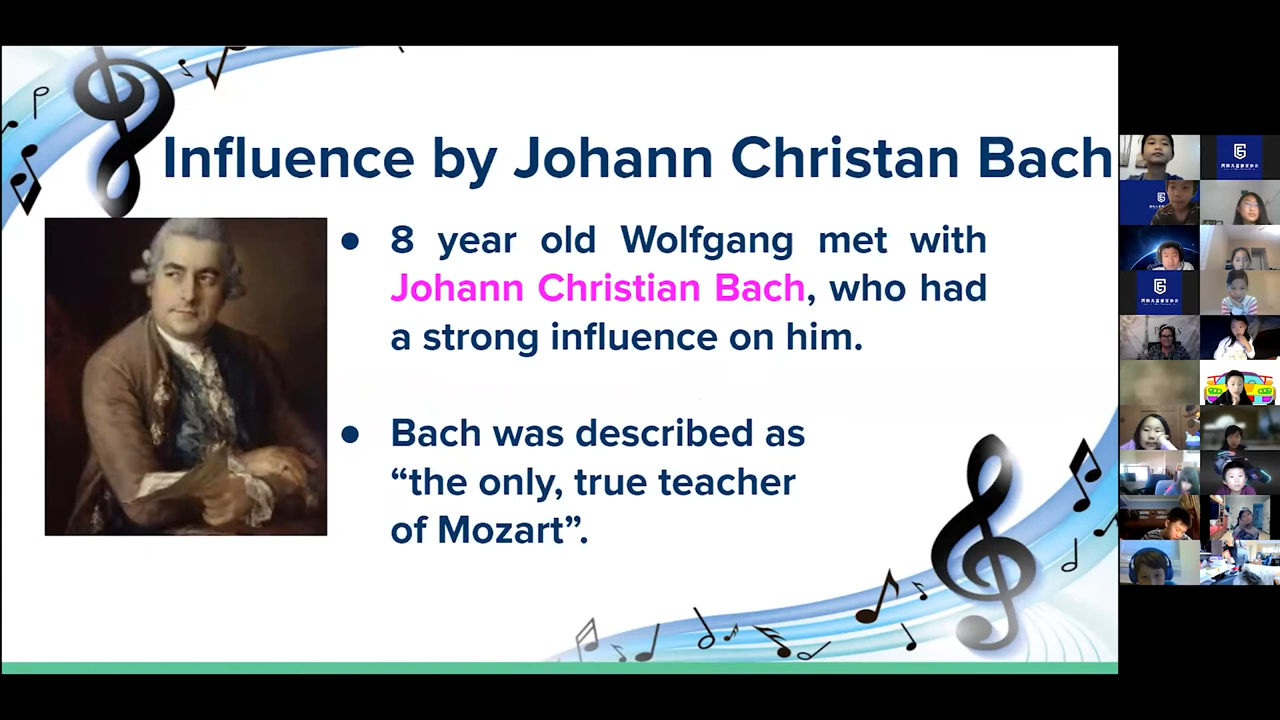 Influence by Johann Christan Bach
● 8 year old Wolfgang met with
Johann Christian Bach, who had
a strong influence on him.
● Bach was described as
“the only, true teacher
of Mozart”.